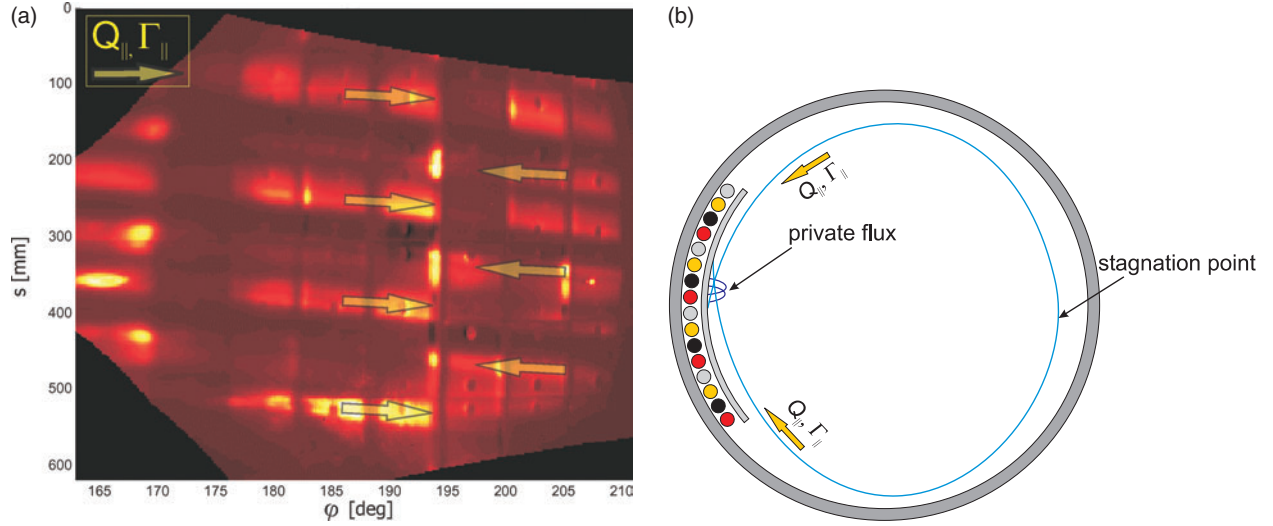 (a)
Q∥, Γ∥
0
100
200
300
400
500
600
s [mm]
165 170 175 180 185 190 195 200 205 210
φ [deg]
(b)
Q∥, Γ∥
private flux
stagnation point
Q∥, Γ∥